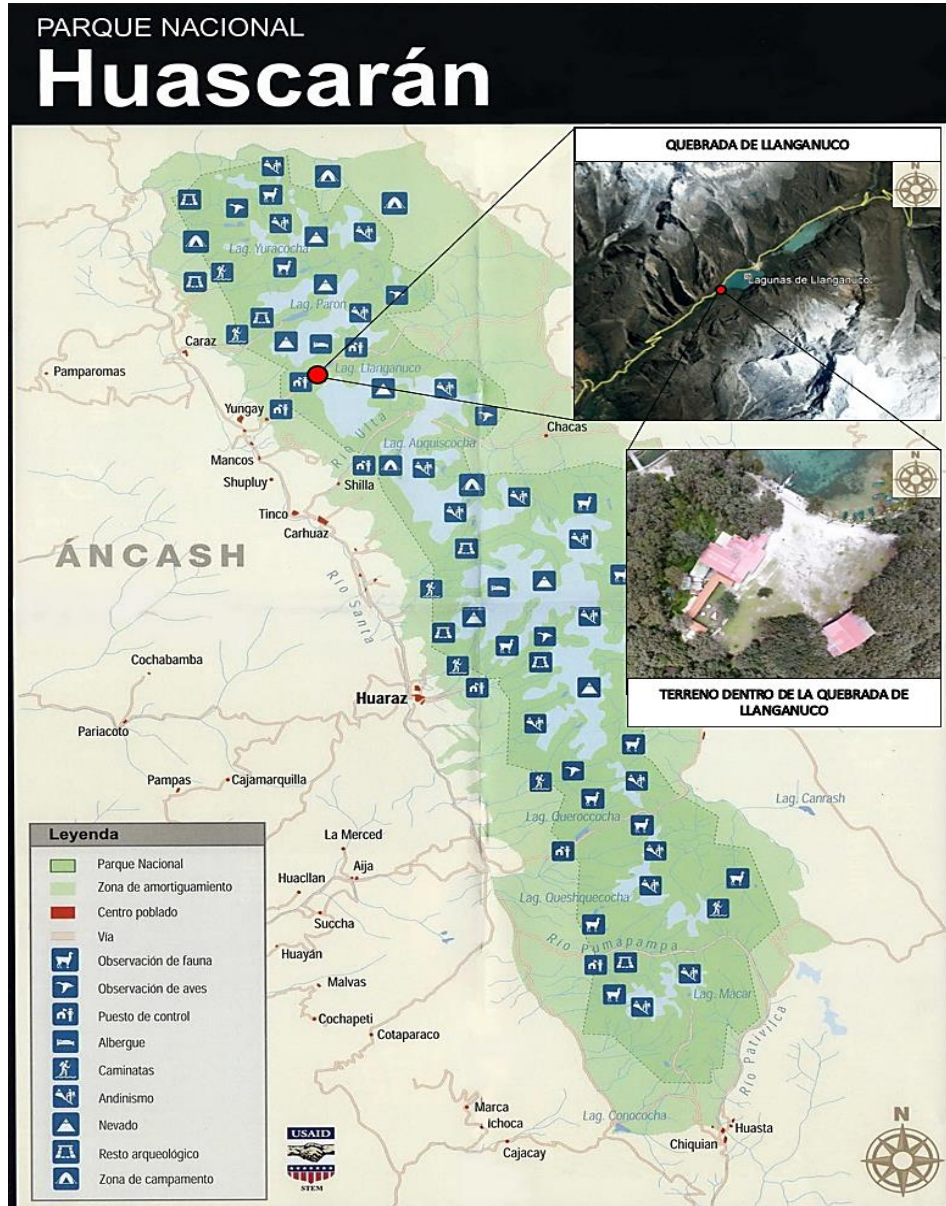 PARQUE NACIONAL
Huascarán
QUEBRADA DE LLANGANUCO
N
Lagunas de Llanganuco
Lag. Yuracocha
Lag. Parón
Caraz
Pamparomas
Lag. Llanganuco
Yungay
Río Ulta
Chacas
Mancos
Lag. Auquiscocha
N
Shupluy
Shilla
Tinco
Carhuaz
ÁNCASH
Río Santa
Cochabamba
Huaraz
TERRENO DENTRO DE LA QUEBRADA DE
LLANGANUCO
Pariacoto
Pampas
Cajamarquilla
Lag. Canrash
Lag. Queroccocha
La Merced
Aija
Huacllan
Lag. Queshquecocha
Succha
Río Pumapampa
Huayán
Malvas
Lag. Macar
Cochapeti
Cotaparaco
Río Pativilca
Marca
Ichoca
Lag. Conococha
Cajacay
Huasta
Chiquian
N
Leyenda
Parque Nacional
Zona de amortiguamiento
Centro poblado
Vía
Observación de fauna
Observación de aves
Puesto de control
Albergue
Caminatas
Andinismo
Nevado
Resto arqueológico
Zona de campamento
USAID
STEM